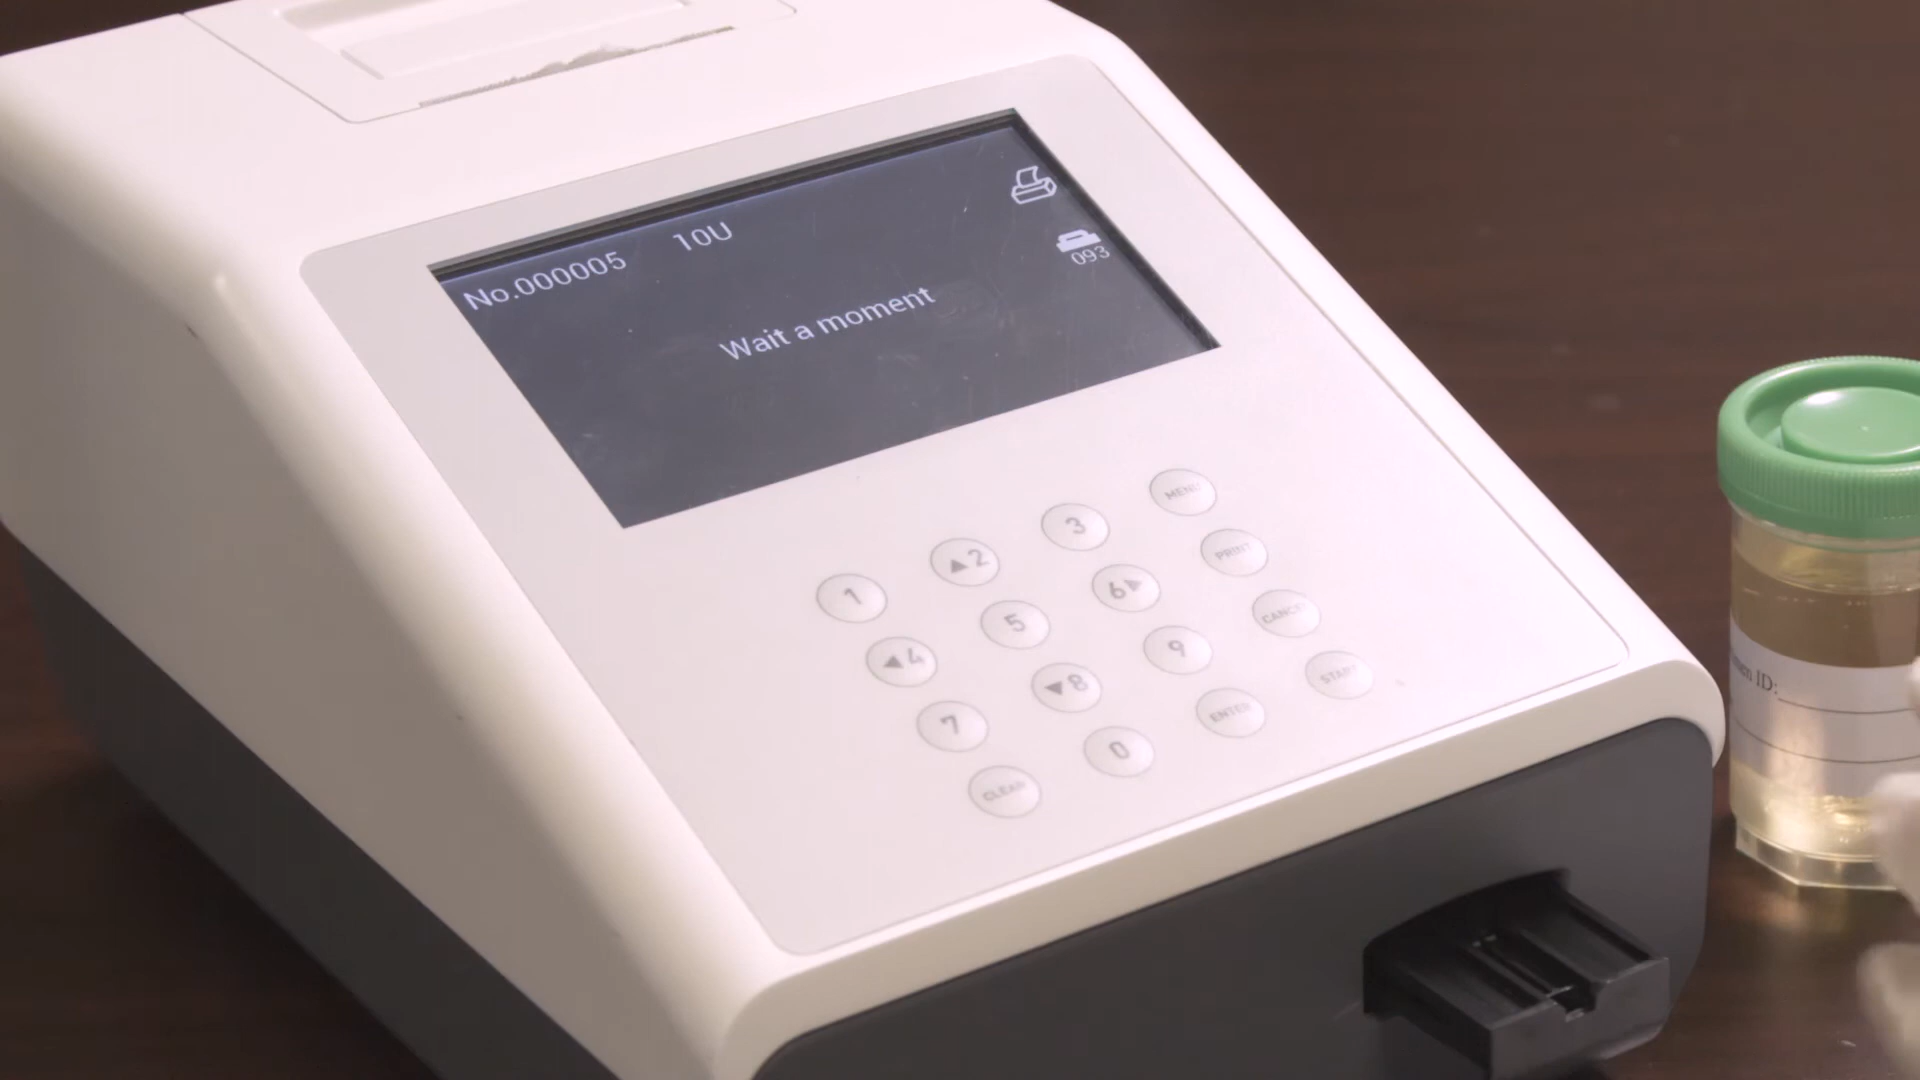 No.000005 10U
093
Wait a moment
1 ▲2 3 MENU
◀4 5 6▶ PRINT
7 ▼8 9 CANCEL
CLEAR 0 ENTER START
ID: